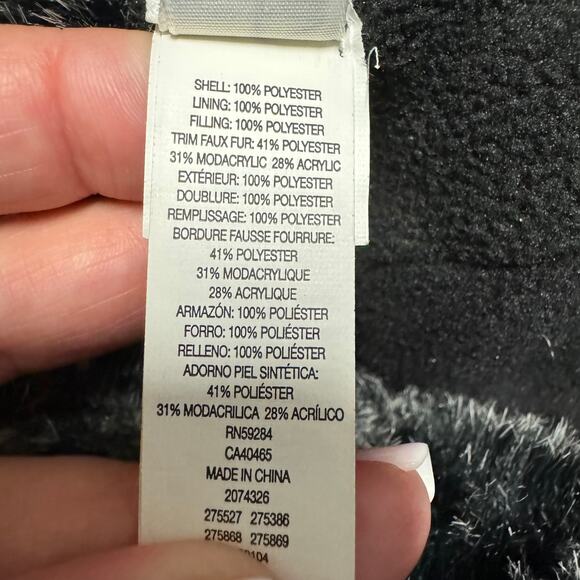 SHELL: 100% POLYESTER
LINING: 100% POLYESTER
FILLING: 100% POLYESTER
TRIM FAUX FUR: 41% POLYESTER
31% MODACRYLIC 28% ACRYLIC
EXTÉRIEUR: 100% POLYESTER
DOUBLURE: 100% POLYESTER
REMPLISSAGE: 100% POLYESTER
BORDURE FAUSSE FOURRURE:
41% POLYESTER
31% MODACRYLIQUE
28% ACRYLIQUE
ARMAZÓN: 100% POLIÉSTER
FORRO: 100% POLIÉSTER
RELLENO: 100% POLIÉSTER
ADORNO PIEL SINTÉTICA:
41% POLIÉSTER
31% MODACRILICA 28% ACRÍLICO
RN59284
CA40465
MADE IN CHINA
2074326
275527 275386
275868 275869